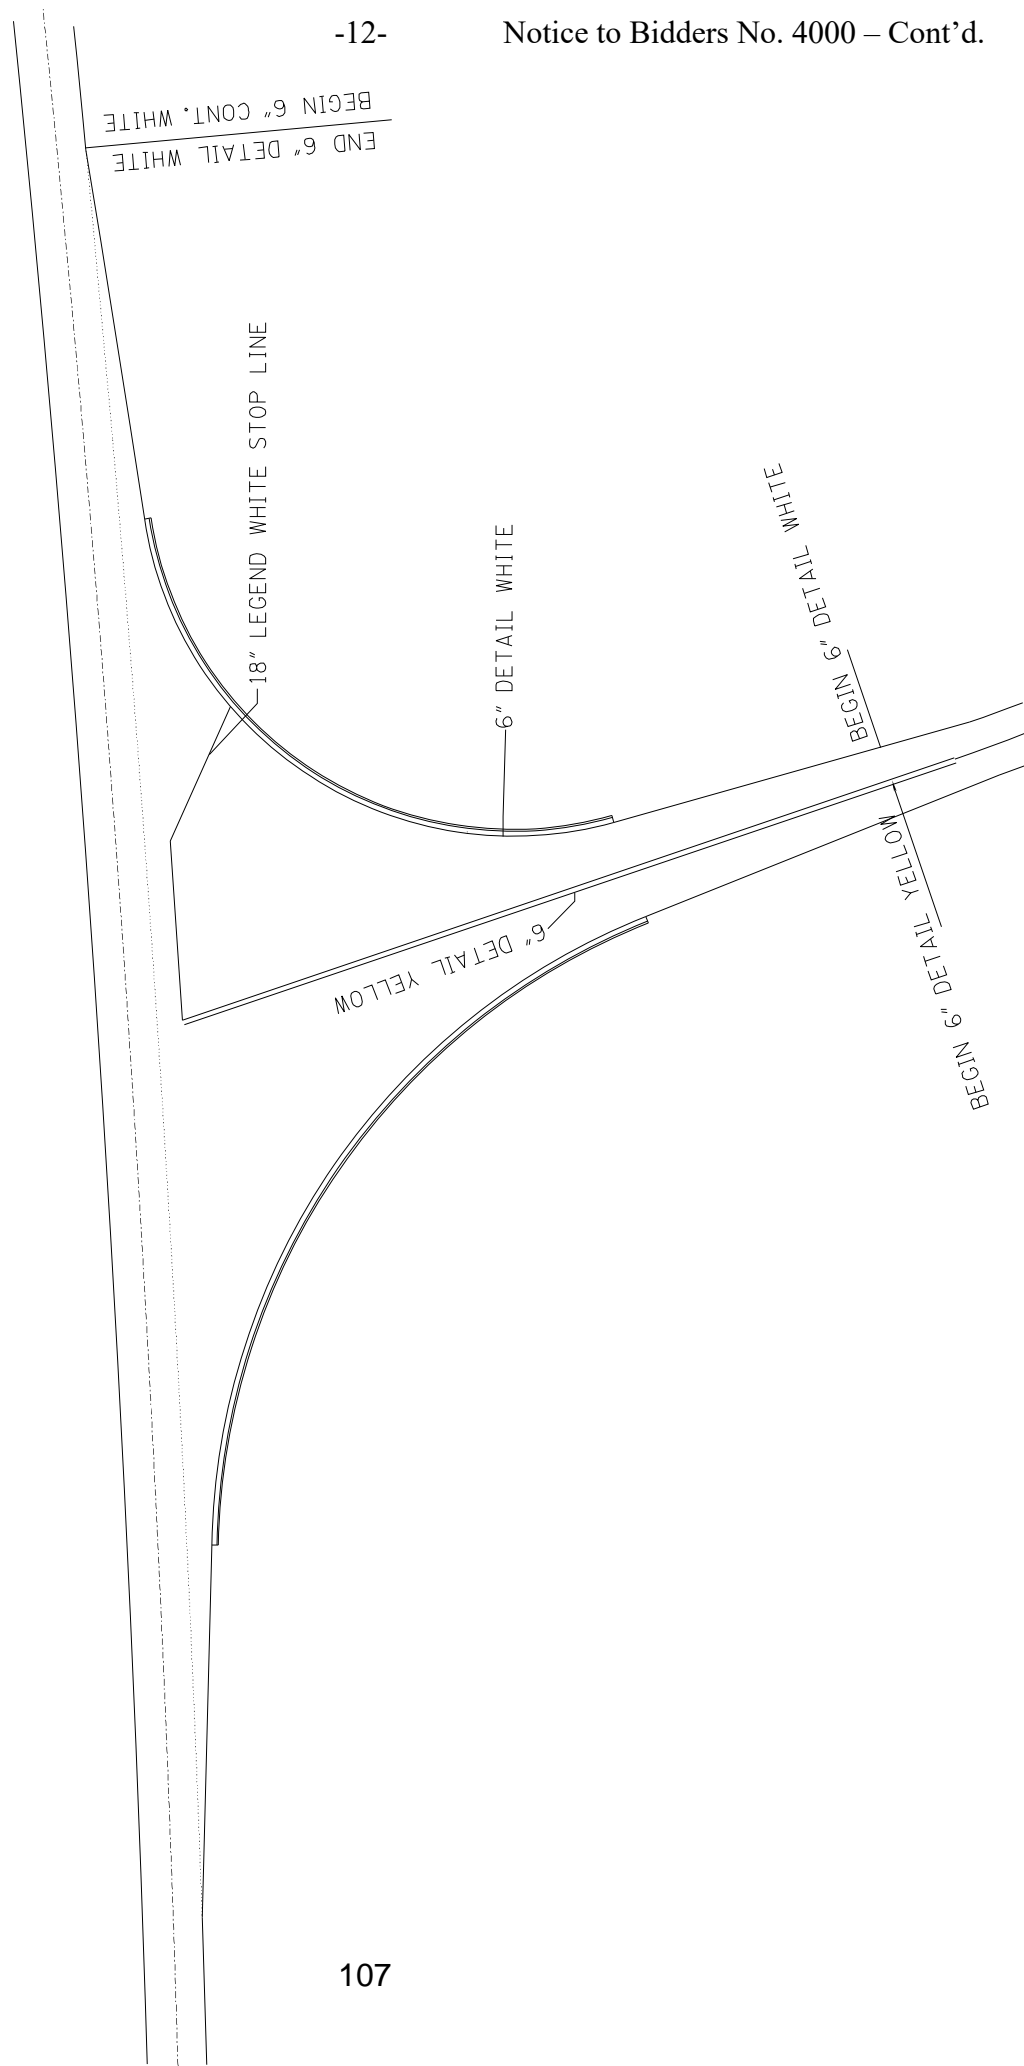 -12-
Notice to Bidders No. 4000 – Cont’d.
BEGIN 6" CONT. WHITE
END 6" DETAIL WHITE
18" LEGEND WHITE STOP LINE
6" DETAIL WHITE
BEGIN 6" DETAIL WHITE
6" DETAIL YELLOW
BEGIN 6" DETAIL YELLOW
107